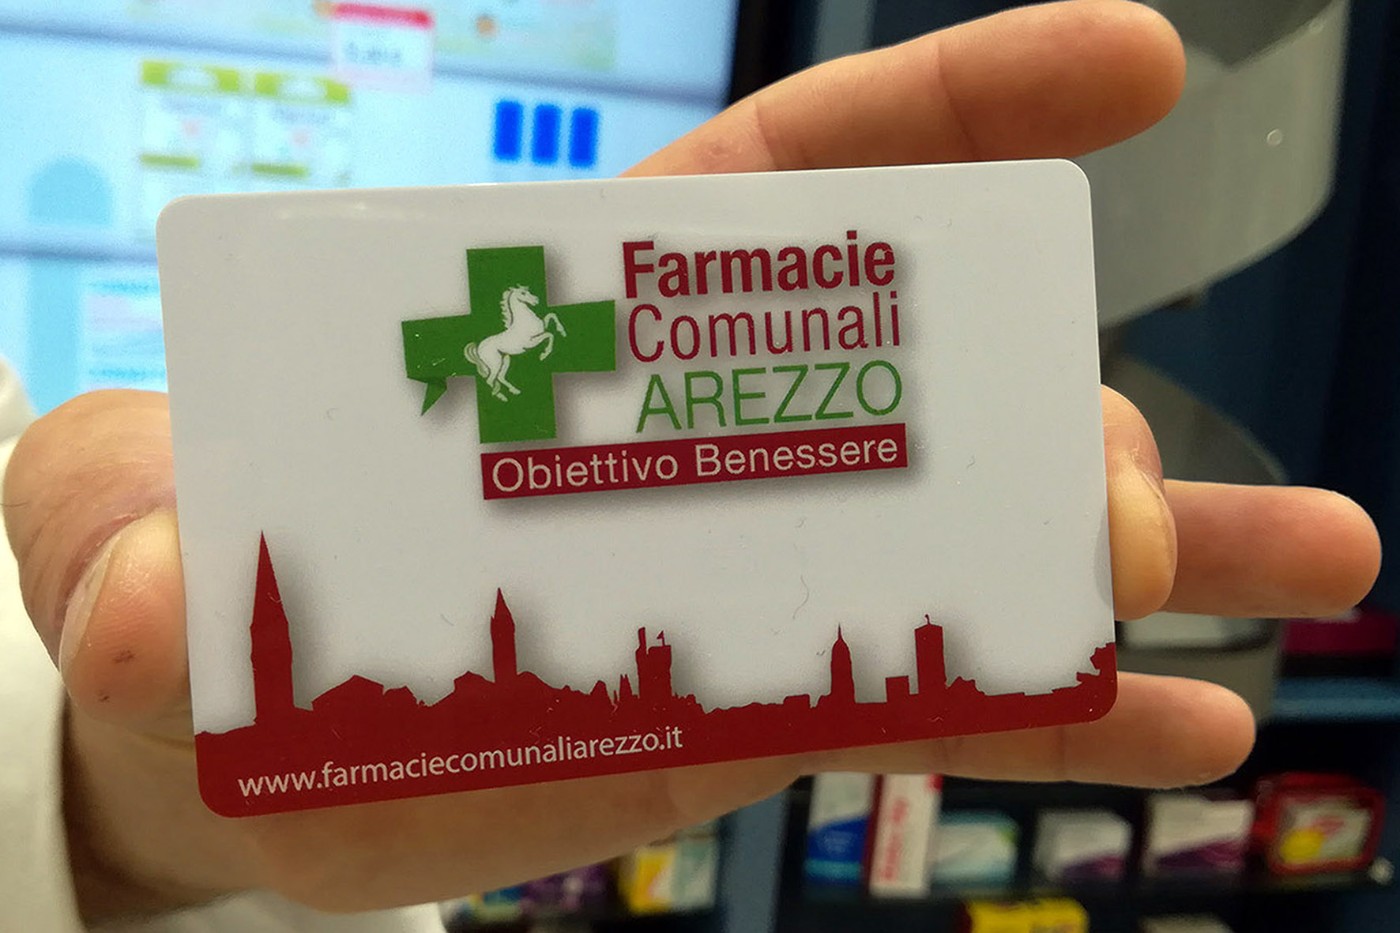 Farmacie
Comunali
AREZZO
Obiettivo Benessere
www.farmaciecomunaliarezzo.it